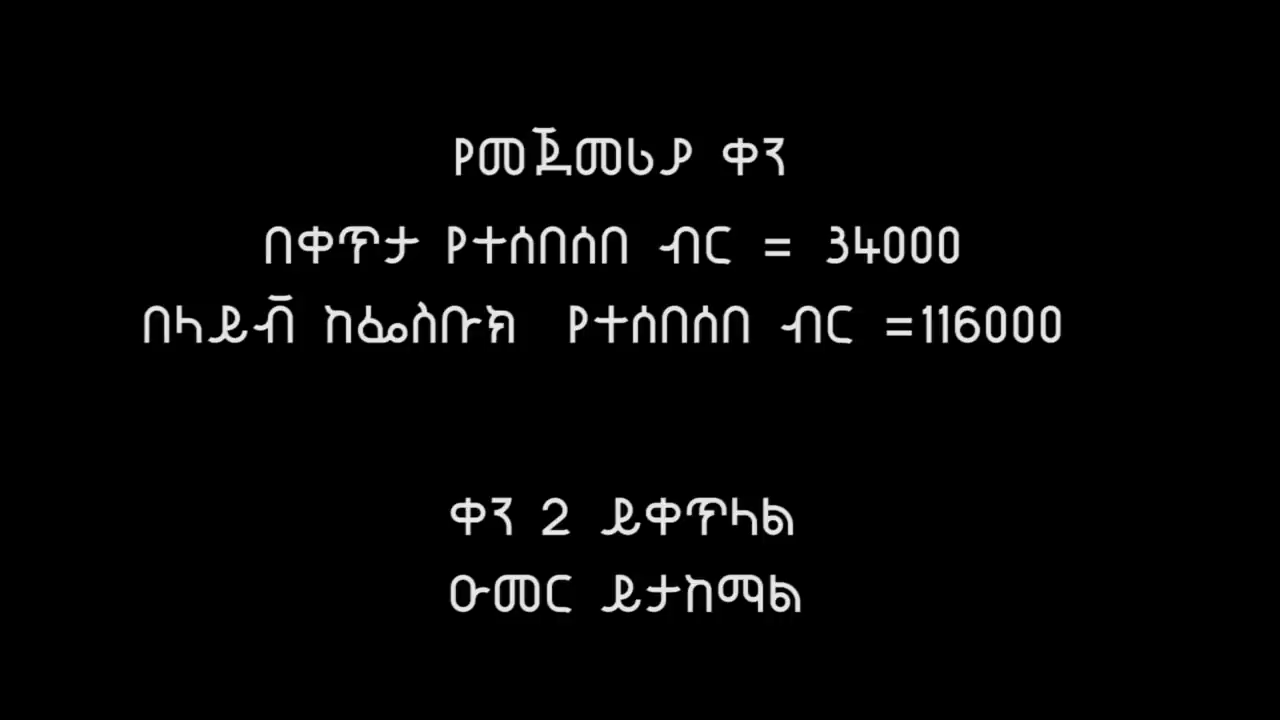 የመጀመሪያ ቀን
በቀጥታ የተሰበሰበ ብር = 34000
በላይቭ ከፌስቡክ የተሰበሰበ ብር =116000
ቀን 2 ይቀጥላል
ዑመር ይታከማል